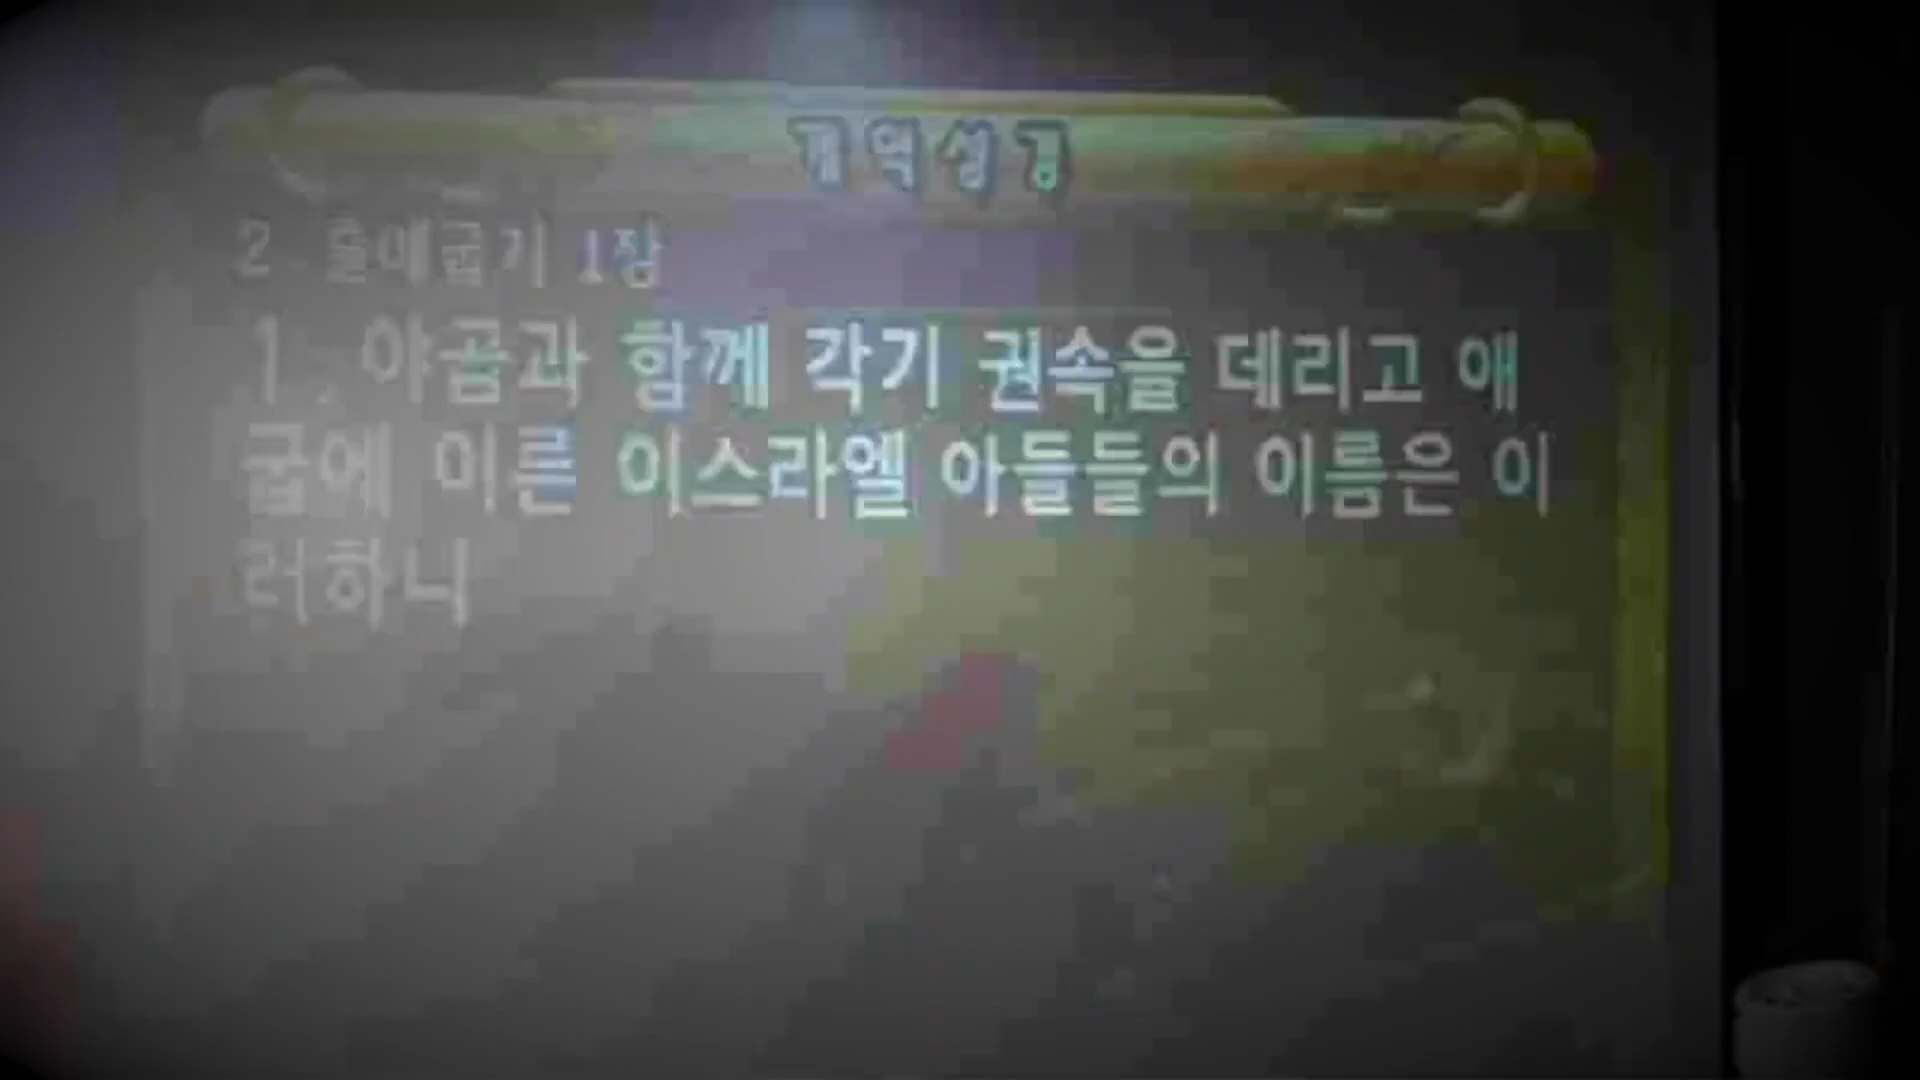 개역성경
2 출애굽기 1장
1. 야곱과 함께 각기 권속을 데리고 애
굽에 이른 이스라엘 아들들의 이름은 이
러하니